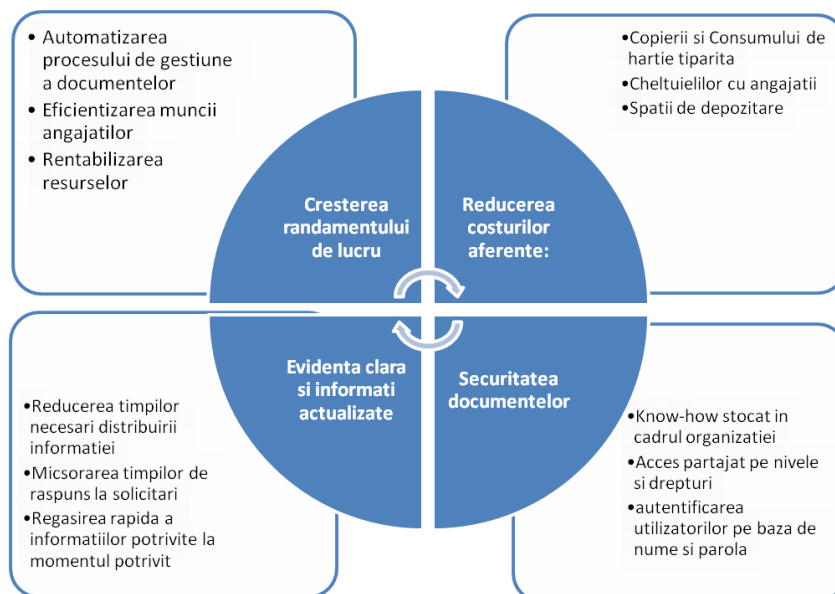 • Automatizarea
procesului de gestiune
a documentelor
• Eficientizarea muncii
angajatilor
• Rentabilizarea
resurselor
•Copierii si Consumului de
hartie tiparita
•Cheltuielilor cu angajatii
•Spatii de depozitare
Cresterea
randamentului
de lucru
Reducerea
costurilor
aferente:
Evidenta clara
si informati
actualizate
Securitatea
documentelor
•Reducerea timpilor
necesari distribuirii
informatiei
•Micsorarea timpilor de
raspuns la solicitari
•Regasirea rapida a
informatiilor potrivite la
momentul potrivit
•Know-how stocat in
cadrul organizatiei
•Acces partajat pe nivele
si drepturi
•autentificarea
utilizatorilor pe baza de
nume si parola